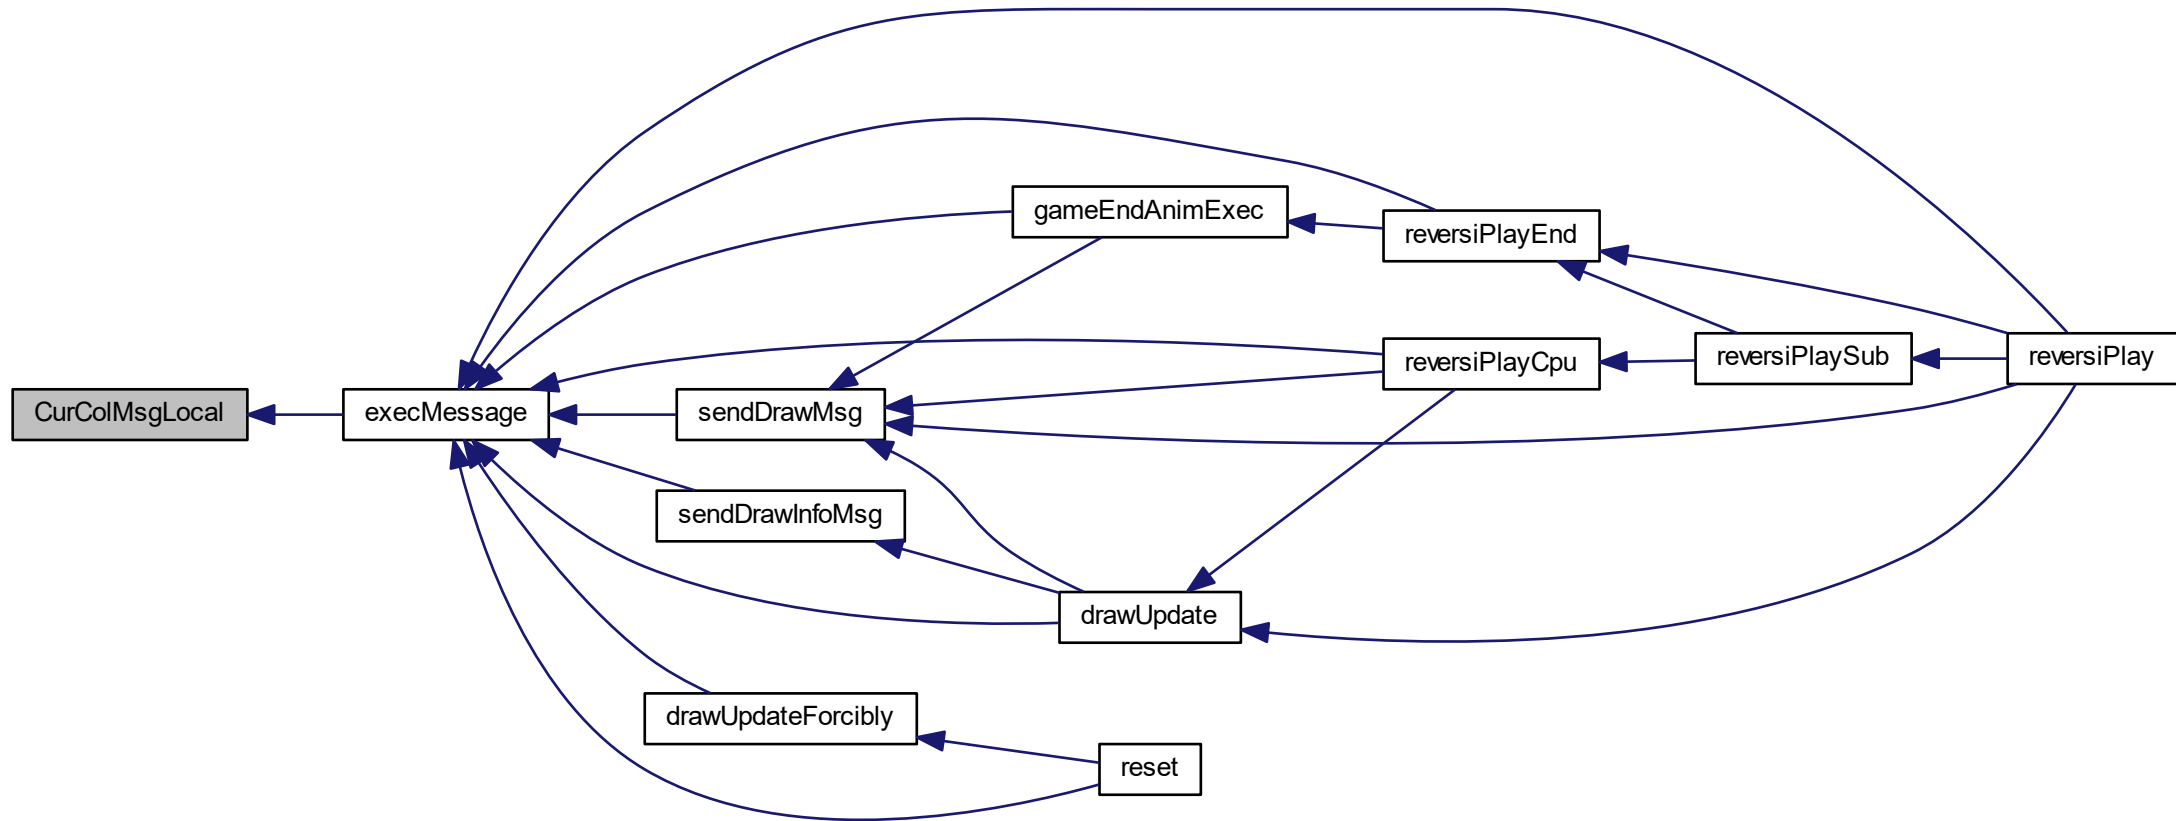 CurColMsgLocal
execMessage
gameEndAnimExec
sendDrawMsg
sendDrawInfoMsg
drawUpdate
drawUpdateForcibly
reset
reversiPlayEnd
reversiPlayCpu
reversiPlaySub
reversiPlay